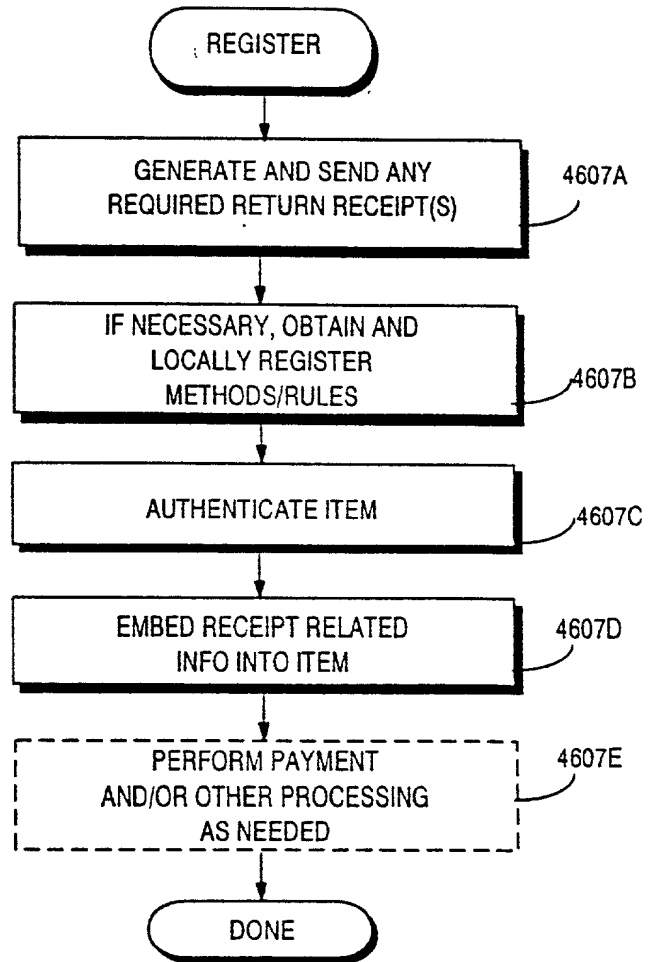 REGISTER
GENERATE AND SEND ANY
REQUIRED RETURN RECEIPT(S)
4607A
IF NECESSARY, OBTAIN AND
LOCALLY REGISTER
METHODS/RULES
4607B
AUTHENTICATE ITEM
4607C
EMBED RECEIPT RELATED
INFO INTO ITEM
4607D
PERFORM PAYMENT
AND/OR OTHER PROCESSING
AS NEEDED
4607E
DONE